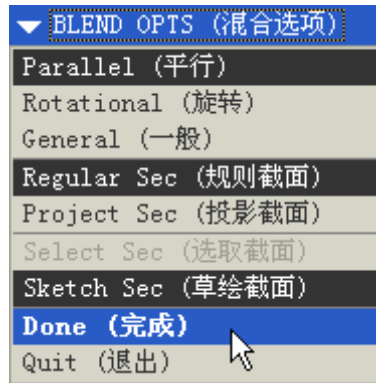 BLEND OPTS (混合选项)
Parallel (平行)
Rotational (旋转)
General (一般)
Regular Sec (规则截面)
Project Sec (投影截面)
Select Sec (选取截面)
Sketch Sec (草绘截面)
Done (完成)
Quit (退出)